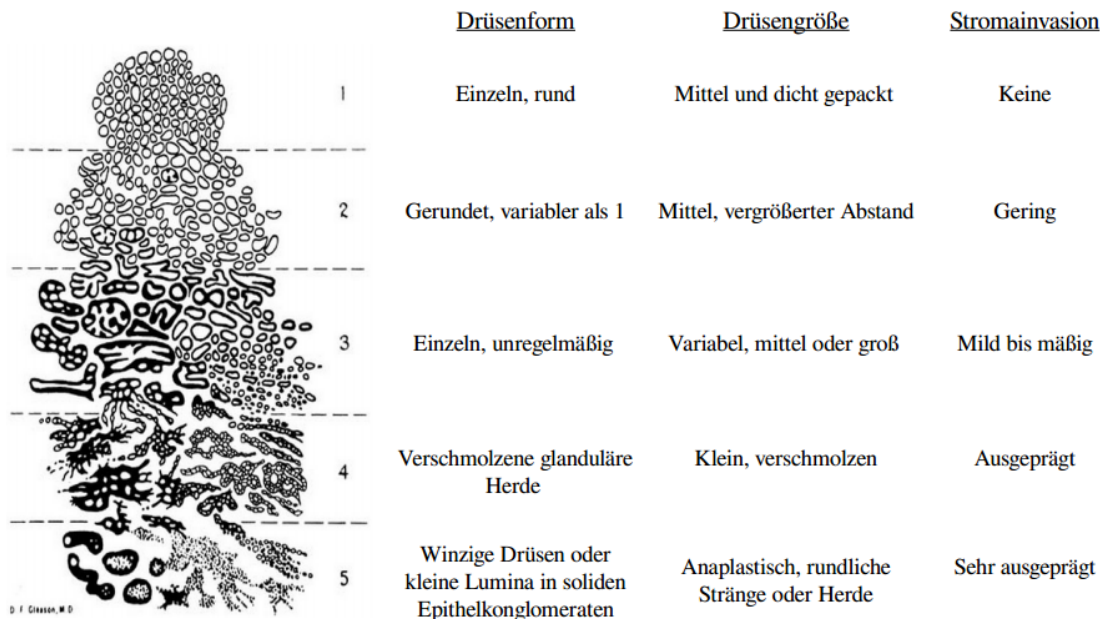 Drüsenform Drüsengröße Stromainvasion
1 Einzeln, rund Mittel und dicht gepackt Keine
2 Gerundet, variabler als 1 Mittel, vergrößerter Abstand Gering
3 Einzeln, unregelmäßig Variabel, mittel oder groß Mild bis mäßig
4 Verschmolzene glanduläre Herde Klein, verschmolzen Ausgeprägt
5 Winzige Drüsen oder kleine Lumina in soliden Epithelkonglomeraten Anaplastisch, rundliche Stränge oder Herde Sehr ausgeprägt
D F Gleason, M D